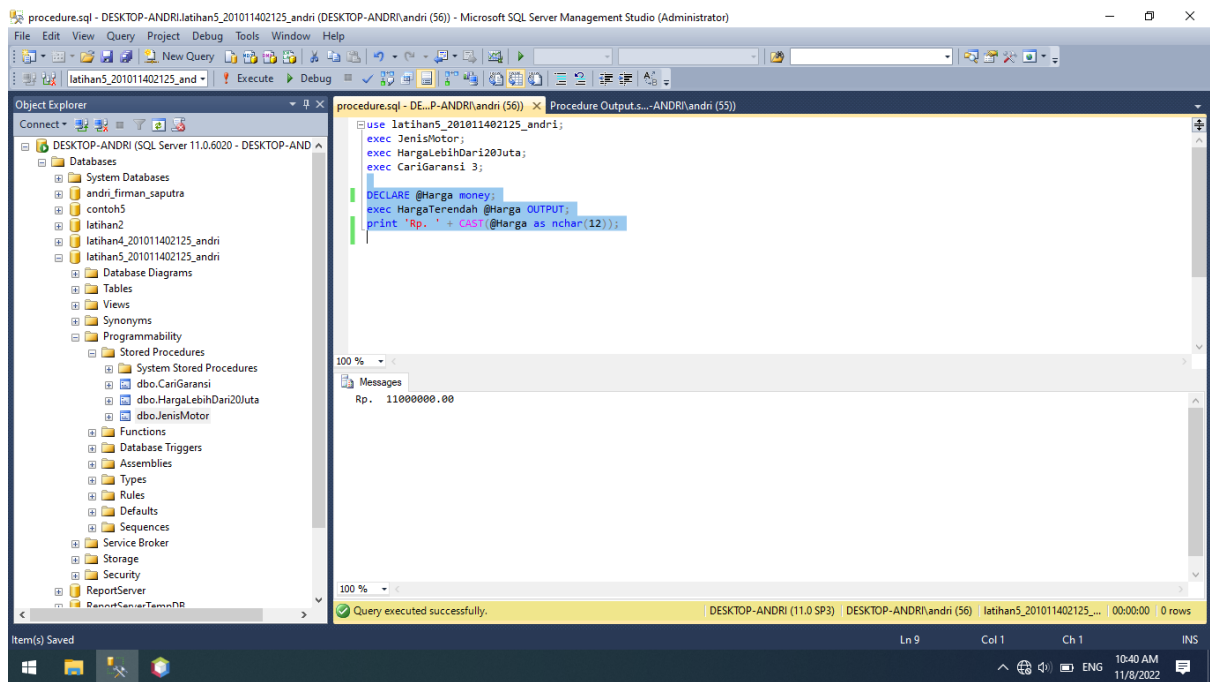 procedure.sql - DESKTOP-ANDRI.latihan5_201011402125_andri (DESKTOP-ANDRI\andri (56)) - Microsoft SQL Server Management Studio (Administrator)
File Edit View Query Project Debug Tools Window Help
New Query
latihan5_201011402125_and Execute Debug
Object Explorer
Connect
DESKTOP-ANDRI (SQL Server 11.0.6020 - DESKTOP-AND
Databases
System Databases
andri_firman_saputra
contoh5
latihan2
latihan4_201011402125_andri
latihan5_201011402125_andri
Database Diagrams
Tables
Views
Synonyms
Programmability
Stored Procedures
System Stored Procedures
dbo.CariGaransi
dbo.HargaLebihDari20Juta
dbo.JenisMotor
Functions
Database Triggers
Assemblies
Types
Rules
Defaults
Sequences
Service Broker
Storage
Security
ReportServer
ReportServerTempDB
procedure.sql - DE...P-ANDRI\andri (56)) Procedure Output.s...-ANDRI\andri (55))
use latihan5_201011402125_andri;
exec JenisMotor;
exec HargaLebihDari20Juta;
exec CariGaransi 3;
DECLARE @Harga money;
exec HargaTerendah @Harga OUTPUT;
print 'Rp. ' + CAST(@Harga as nchar(12));
100 %
Messages
Rp.  11000000.00
100 %
Query executed successfully. DESKTOP-ANDRI (11.0 SP3) DESKTOP-ANDRI\andri (56) latihan5_201011402125_... 00:00:00 0 rows
Item(s) Saved Ln 9 Col 1 Ch 1 INS
ENG 10:40 AM
11/8/2022